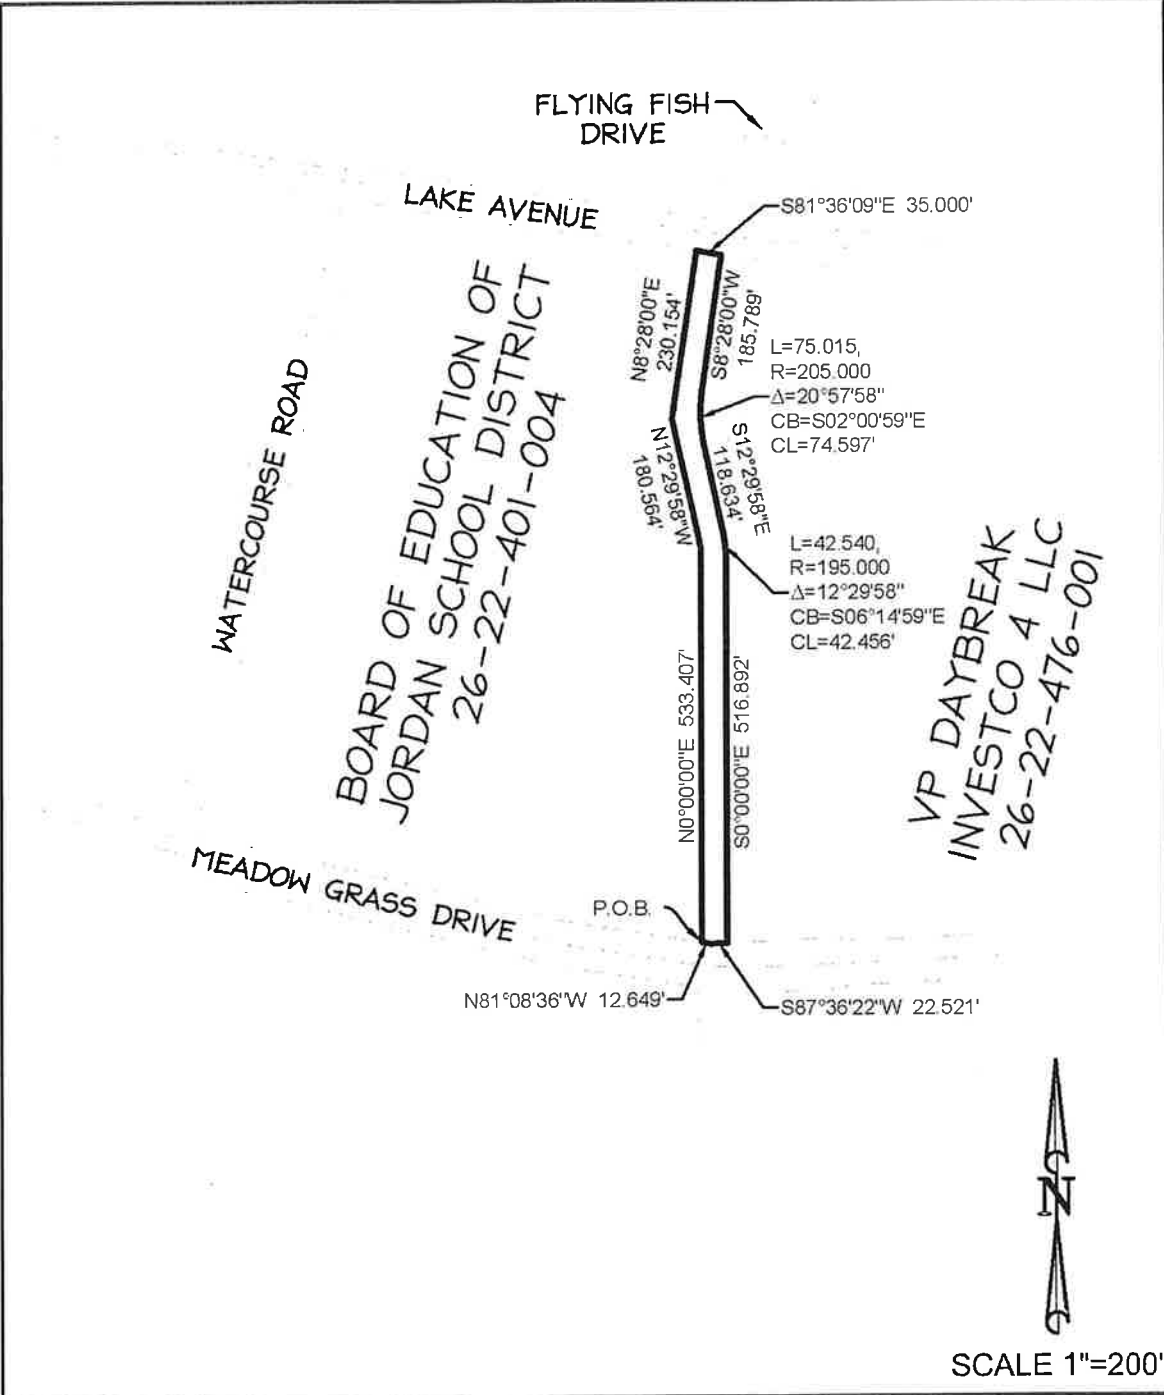 FLYING FISH
DRIVE
LAKE AVENUE
S81°36'09"E 35.000'
N8°28'00"E
230.154'
S8°28'00"W
185.789'
L=75.015,
R=205.000
Δ=20°57'58"
CB=S02°00'59"E
CL=74.597'
WATERCOURSE ROAD
BOARD OF EDUCATION OF
JORDAN SCHOOL DISTRICT
26-22-401-004
N12°29'58"W
180.564'
S12°29'58"E
118.634'
L=42.540,
R=195.000
Δ=12°29'58"
CB=S06°14'59"E
CL=42.456'
VP DAYBREAK
INVESTCO 4 LLC
26-22-476-001
N0°00'00"E 533.407'
S0°00'00"E 516.892'
MEADOW GRASS DRIVE
P.O.B.
N81°08'36"W 12.649'
S87°36'22"W 22.521'
N
SCALE 1"=200'